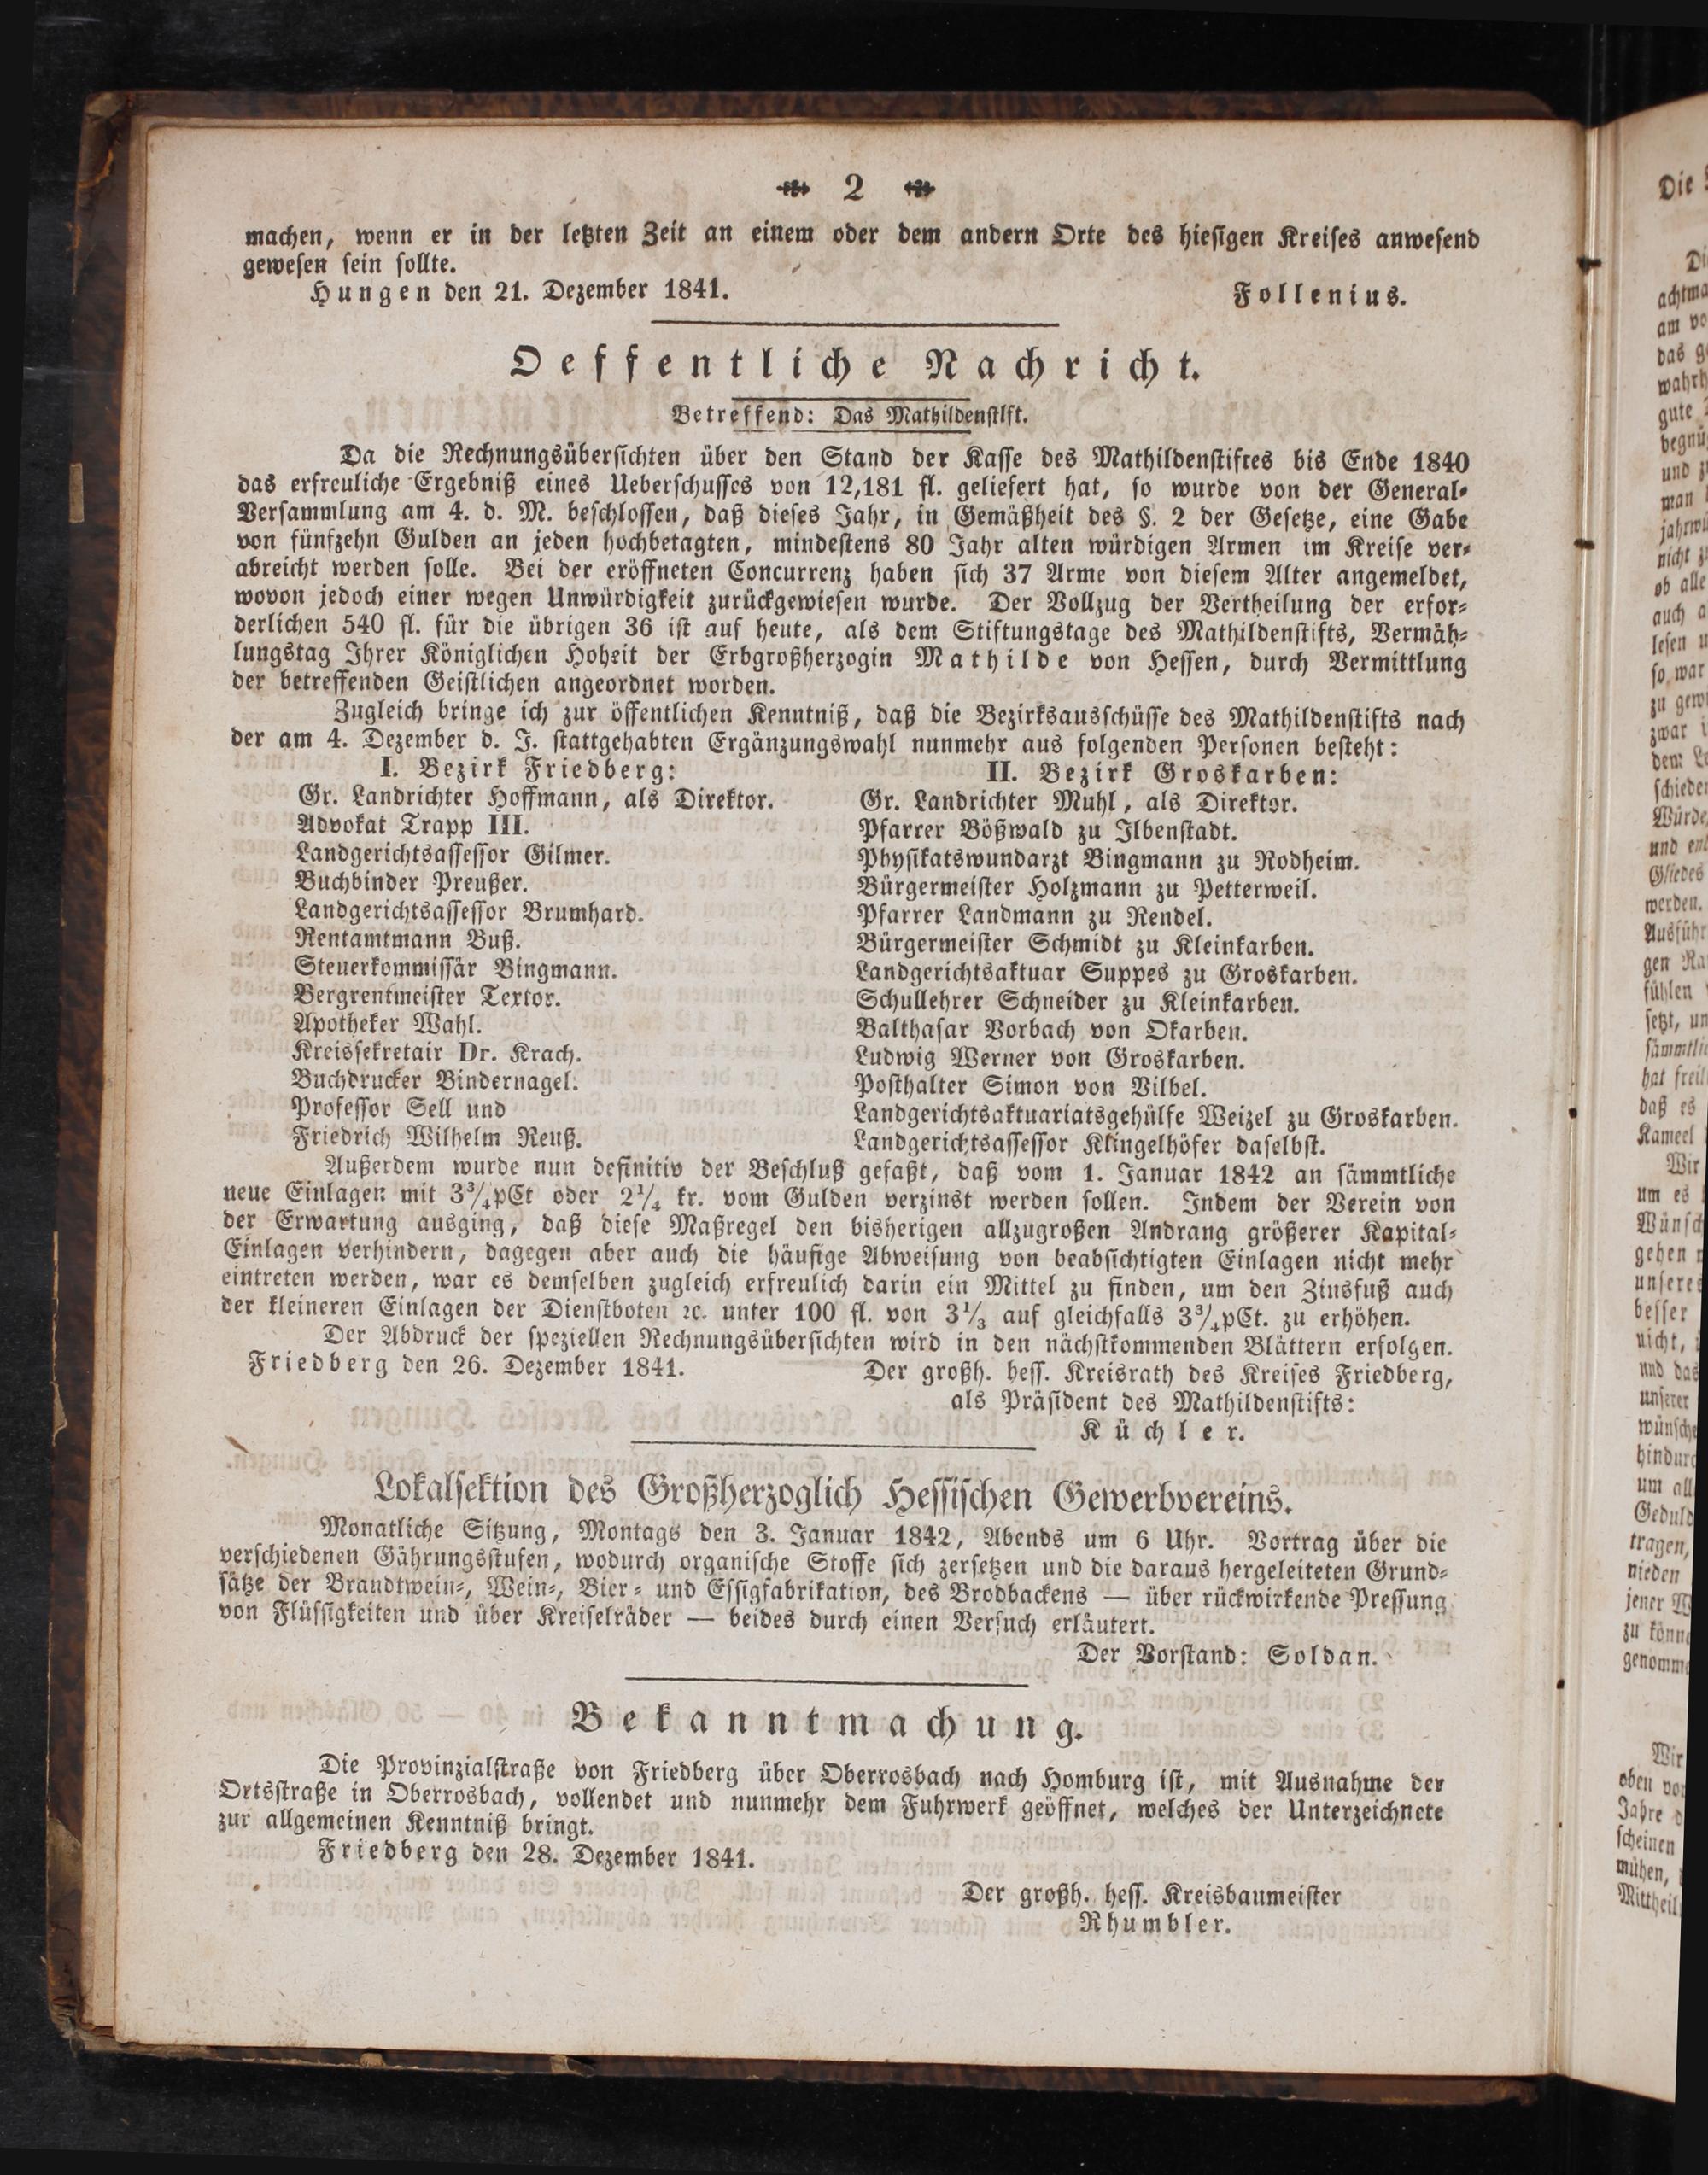 2
machen, wenn er in der letzten Zeit an einem oder dem andern Orte des hiesigen Kreises anwesend
gewesen sein sollte.
Hungen den 21. Dezember 1841. Follenius.
Oeffentliche Nachricht.
Betreffend: Das Mathildenstlft.
Da die Rechnungsübersichten über den Stand der Kasse des Mathildenstiftes bis Ende 1840
das erfreuliche Ergebniß eines Ueberschusses von 12,181 fl. geliefert hat, so wurde von der General-
Versammlung am 4. d. M. beschlossen, daß dieses Jahr, in Gemäßheit des §. 2 der Gesetze, eine Gabe
von fünfzehn Gulden an jeden hochbetagten, mindestens 80 Jahr alten würdigen Armen im Kreise ver-
abreicht werden solle. Bei der eröffneten Concurrenz haben sich 37 Arme von diesem Alter angemeldet,
wovon jedoch einer wegen Unwürdigkeit zurückgewiesen wurde. Der Vollzug der Vertheilung der erfor-
derlichen 540 fl. für die übrigen 36 ist auf heute, als dem Stiftungstage des Mathildenstifts, Vermäh-
lungstag Ihrer Königlichen Hoheit der Erbgroßherzogin Mathilde von Hessen, durch Vermittlung
der betreffenden Geistlichen angeordnet worden.
Zugleich bringe ich zur öffentlichen Kenntniß, daß die Bezirksausschüsse des Mathildenstifts nach
der am 4. Dezember d. J. stattgehabten Ergänzungswahl nunmehr aus folgenden Personen besteht:
I. Bezirk Friedberg:
Gr. Landrichter Hoffmann, als Direktor.
Advokat Trapp III.
Landgerichtsassessor Gilmer.
Buchbinder Preußer.
Landgerichtsassessor Brumhard.
Rentamtmann Buß.
Steuerkommissär Bingmann.
Bergrentmeister Textor.
Apotheker Wahl.
Kreissekretair Dr. Krach.
Buchdrucker Bindernagel.
Professor Sell und
Friedrich Wilhelm Reuß.
II. Bezirk Groskarben:
Gr. Landrichter Muhl, als Direktor.
Pfarrer Bößwald zu Ilbenstadt.
Physikatswundarzt Bingmann zu Rodheim.
Bürgermeister Holzmann zu Petterweil.
Pfarrer Landmann zu Rendel.
Bürgermeister Schmidt zu Kleinkarben.
Landgerichtsaktuar Suppes zu Groskarben.
Schullehrer Schneider zu Kleinkarben.
Balthasar Vorbach von Okarben.
Ludwig Werner von Groskarben.
Posthalter Simon von Vilbel.
Landgerichtsaktuariatsgehülfe Weizel zu Groskarben.
Landgerichtsassessor Klingelhöfer daselbst.
Außerdem wurde nun definitiv der Beschluß gefaßt, daß vom 1. Januar 1842 an sämmtliche
neue Einlagen mit 3¾pCt oder 2¼ kr. vom Gulden verzinst werden sollen. Indem der Verein von
der Erwartung ausging, daß diese Maßregel den bisherigen allzugroßen Andrang größerer Kapital-
Einlagen verhindern, dagegen aber auch die häufige Abweisung von beabsichtigten Einlagen nicht mehr
eintreten werden, war es demselben zugleich erfreulich darin ein Mittel zu finden, um den Zinsfuß auch
der kleineren Einlagen der Dienstboten ꝛc. unter 100 fl. von 3⅓ auf gleichfalls 3¾pCt. zu erhöhen.
Der Abdruck der speziellen Rechnungsübersichten wird in den nächstkommenden Blättern erfolgen.
Friedberg den 26. Dezember 1841. Der großh. hess. Kreisrath des Kreises Friedberg,
als Präsident des Mathildenstifts:
Küchler.
Lokalsektion des Großherzoglich Hessischen Gewerbvereins.
Monatliche Sitzung, Montags den 3. Januar 1842, Abends um 6 Uhr. Vortrag über die
verschiedenen Gährungsstufen, wodurch organische Stoffe sich zersetzen und die daraus hergeleiteten Grund-
sätze der Brandtwein-, Wein-, Bier- und Essigfabrikation, des Brodbackens — über rückwirkende Pressung
von Flüssigkeiten und über Kreiselräder — beides durch einen Versuch erläutert.
Der Vorstand: Soldan.
Bekanntmachung.
Die Provinzialstraße von Friedberg über Oberrosbach nach Homburg ist, mit Ausnahme der
Ortsstraße in Oberrosbach, vollendet und nunmehr dem Fuhrwerk geöffnet, welches der Unterzeichnete
zur allgemeinen Kenntniß bringt.
Friedberg den 28. Dezember 1841.
Der großh. hess. Kreisbaumeister
Rhumbler.